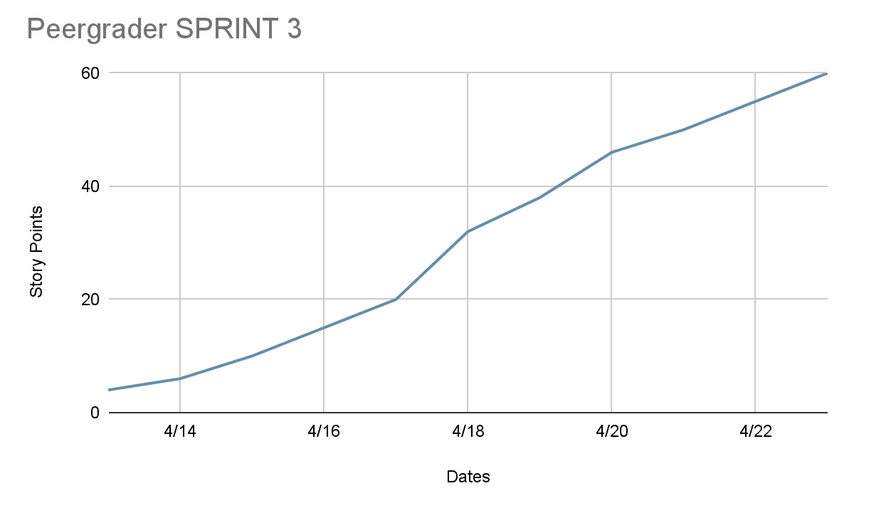 Peergrader SPRINT 3
60
40
20
0
Story Points
4/14 4/16 4/18 4/20 4/22
Dates